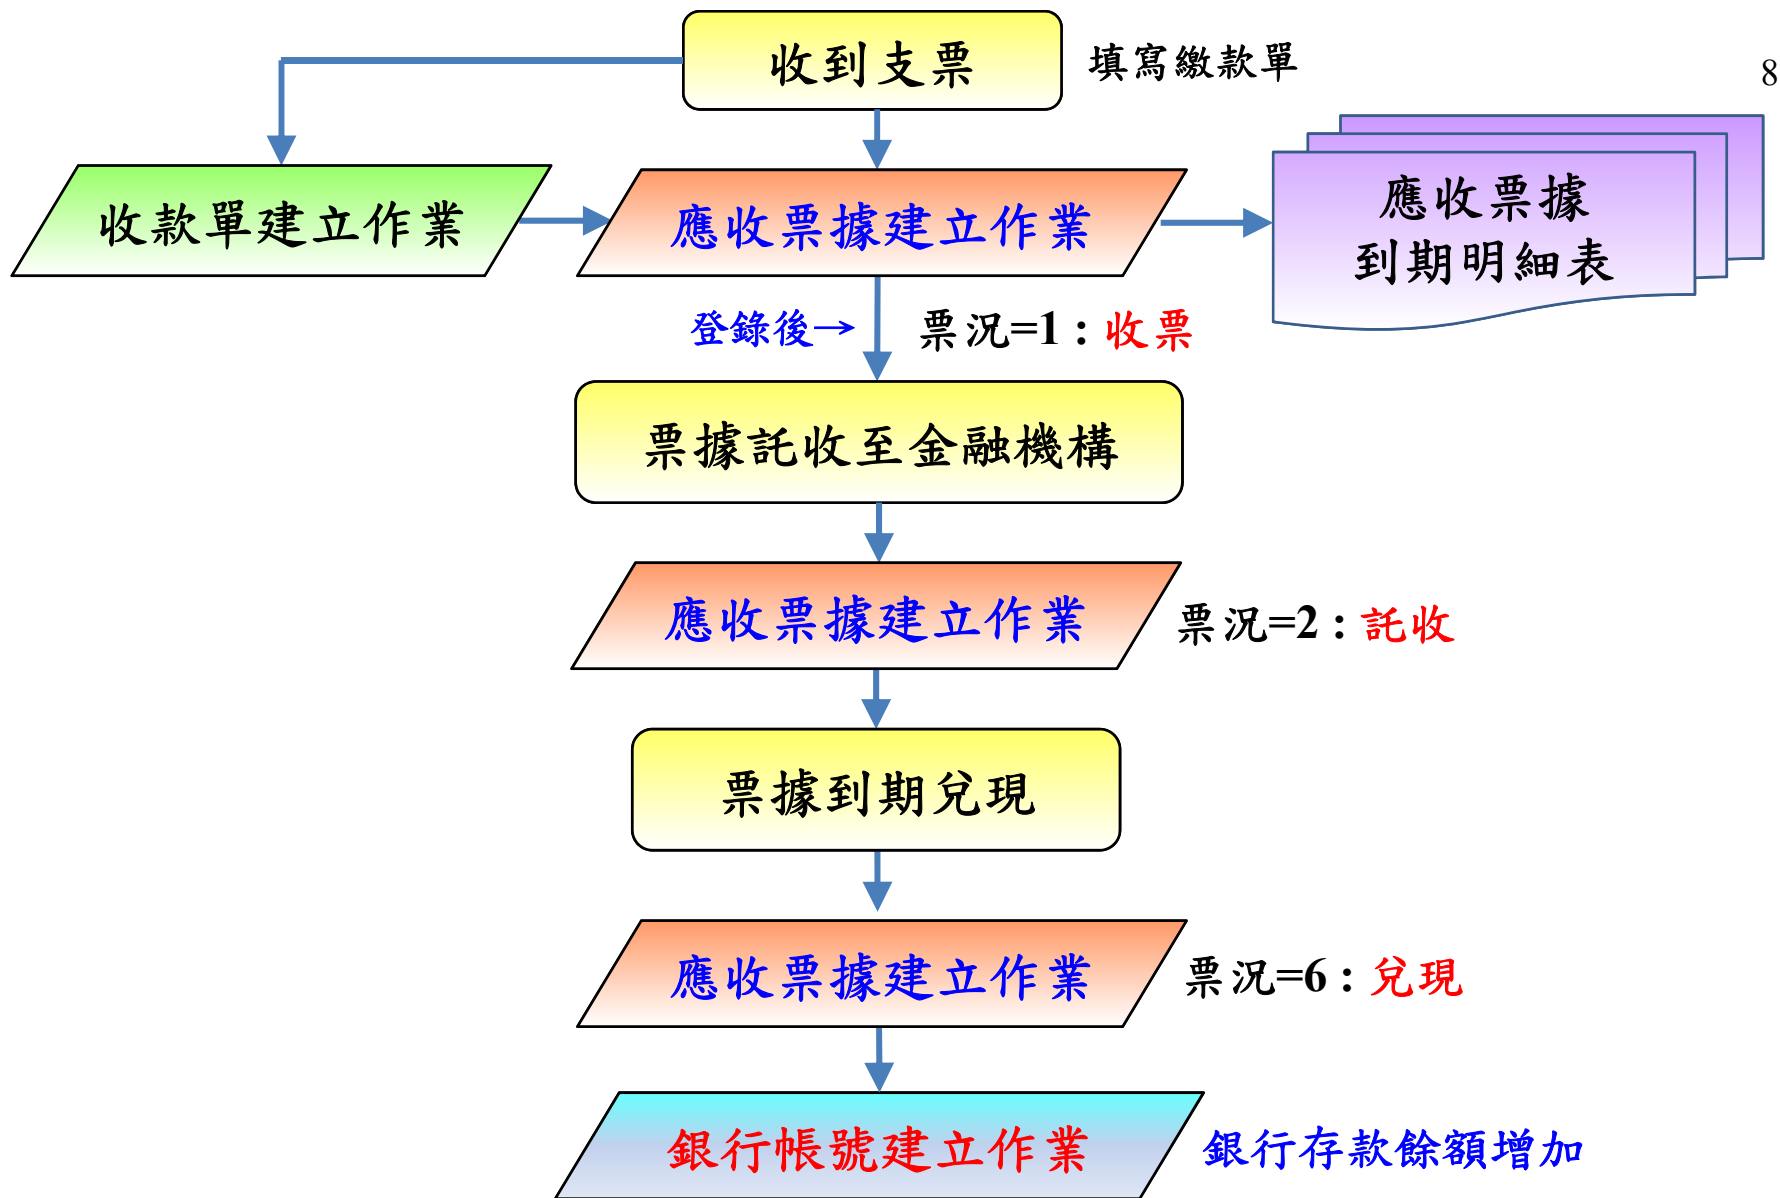 收到支票
填寫繳款單
8
收款單建立作業
應收票據建立作業
應收票據
到期明細表
登錄後→
票況=1：收票
票據託收至金融機構
應收票據建立作業
票況=2：託收
票據到期兌現
應收票據建立作業
票況=6：兌現
銀行帳號建立作業
銀行存款餘額增加